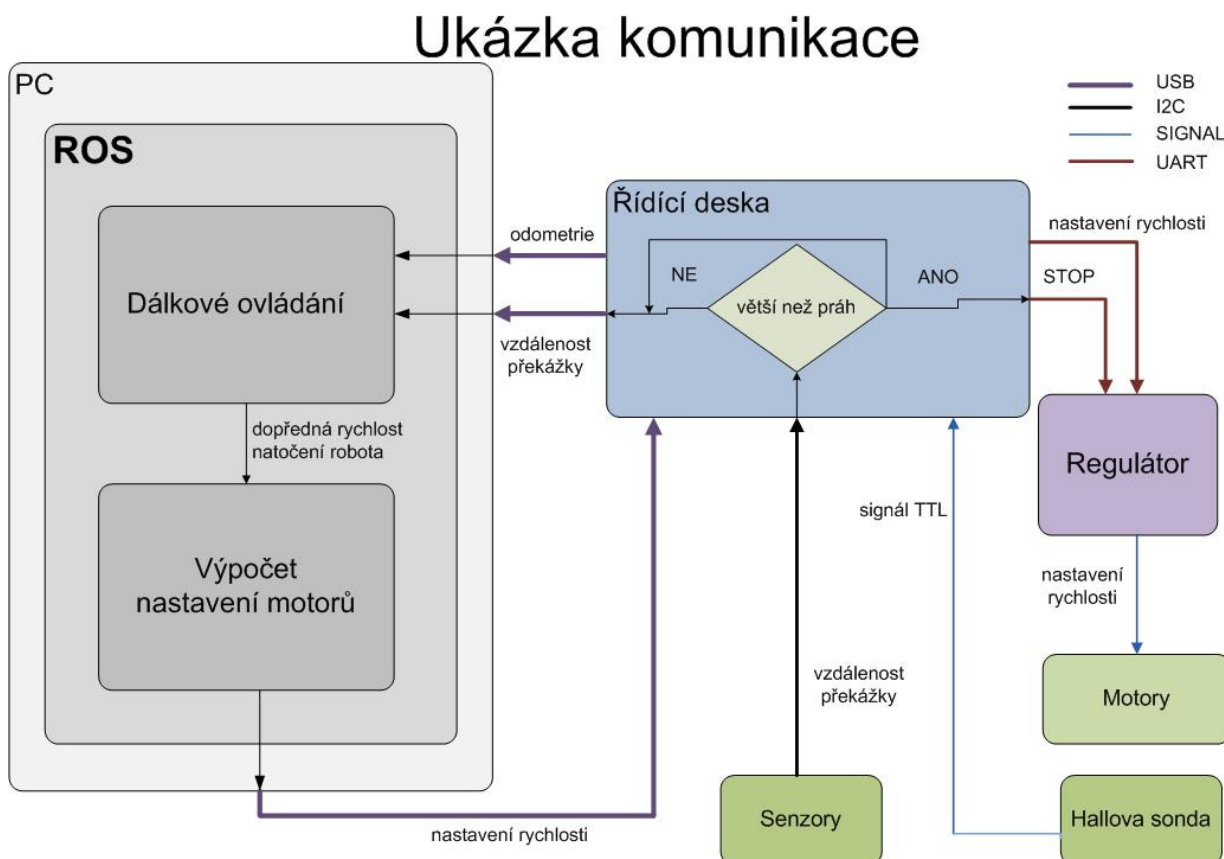 Ukázka komunikace
PC
ROS
Dálkové ovládání
dopředná rychlost
natočení robota
Výpočet
nastavení motorů
odometrie
vzdálenost
překážky
Řídící deska
NE
větší než práh
ANO
USB
I2C
SIGNAL
UART
nastavení rychlosti
STOP
Regulátor
signál TTL
nastavení
rychlosti
Motory
vzdálenost
překážky
Senzory
Hallova sonda
nastavení rychlosti